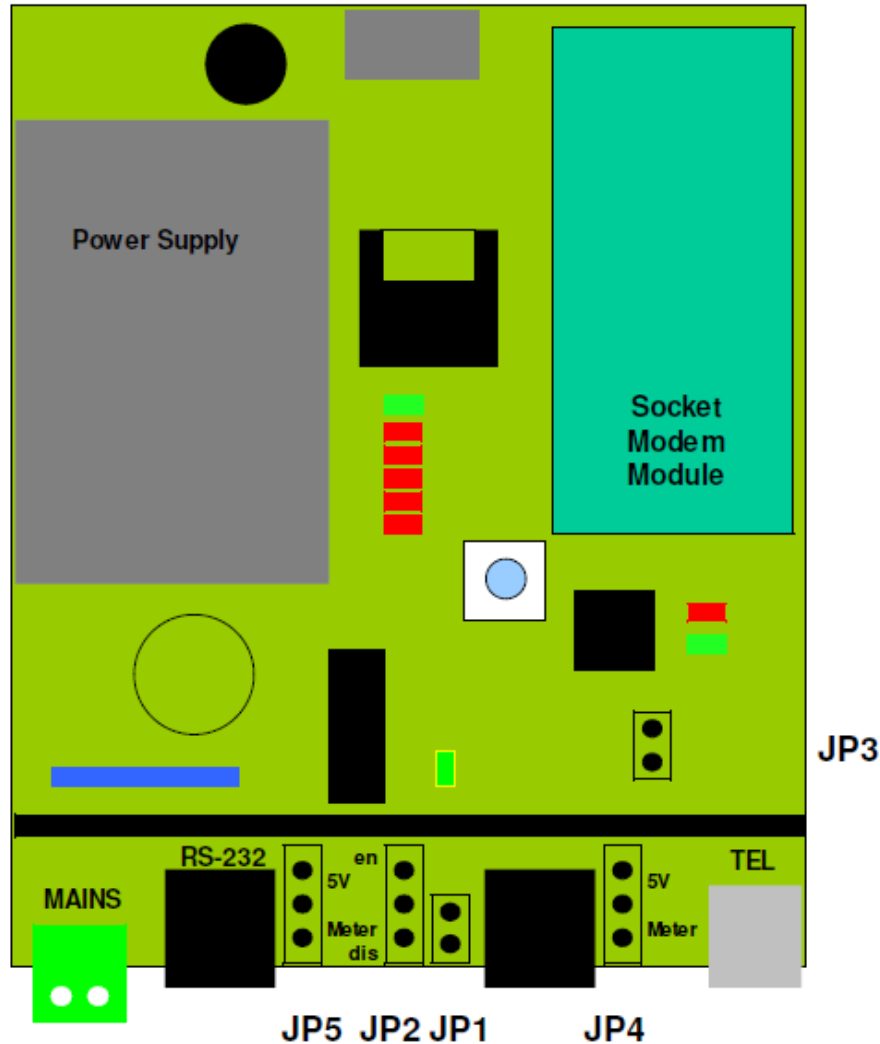 Power Supply
Socket
Modem
Module
JP3
RS-232
en
5V
TEL
5V
MAINS
Meter
dis
Meter
JP5 JP2 JP1 JP4